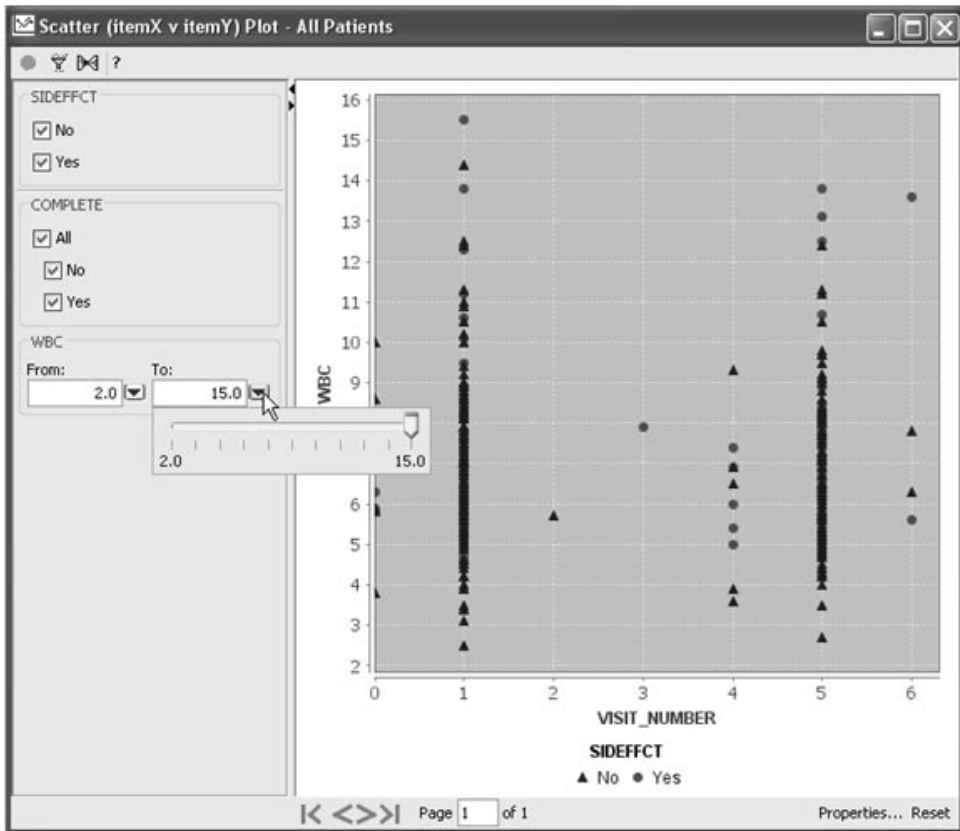 Scatter (itemX v itemY) Plot - All Patients
?
SIDEFFCT
No
Yes
COMPLETE
All
No
Yes
WBC
From: To:
2.0 15.0
2.0 15.0
16
15
14
13
12
11
10
9
6
5
4
3
2
WBC
0 1 2 3 4 5 6
VISIT_NUMBER
SIDEFFCT
No Yes
Page 1 of 1 Properties... Reset